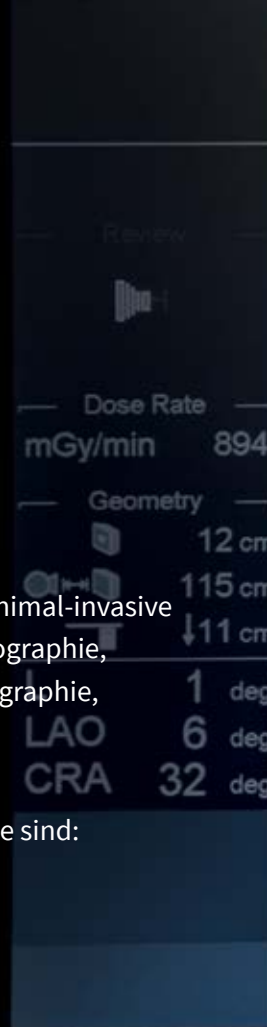 Review
Dose Rate
mGy/min 894
Geometry
12 cm
115 cm
nimal-invasive
↓11 cm
ographie,
graphie,
1 deg
LAO 6 deg
CRA 32 deg
e sind: